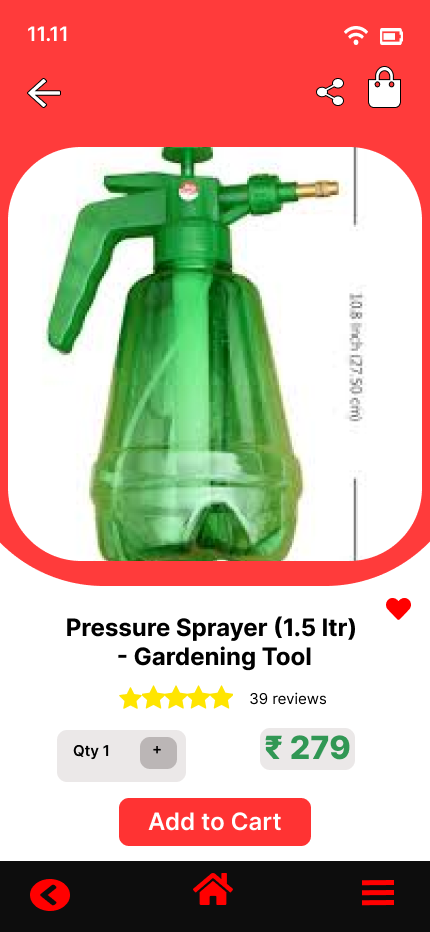 11.11
10.8 Inch (27.50 cm)
Pressure Sprayer (1.5 ltr)
- Gardening Tool
39 reviews
Qty 1
+
₹ 279
Add to Cart